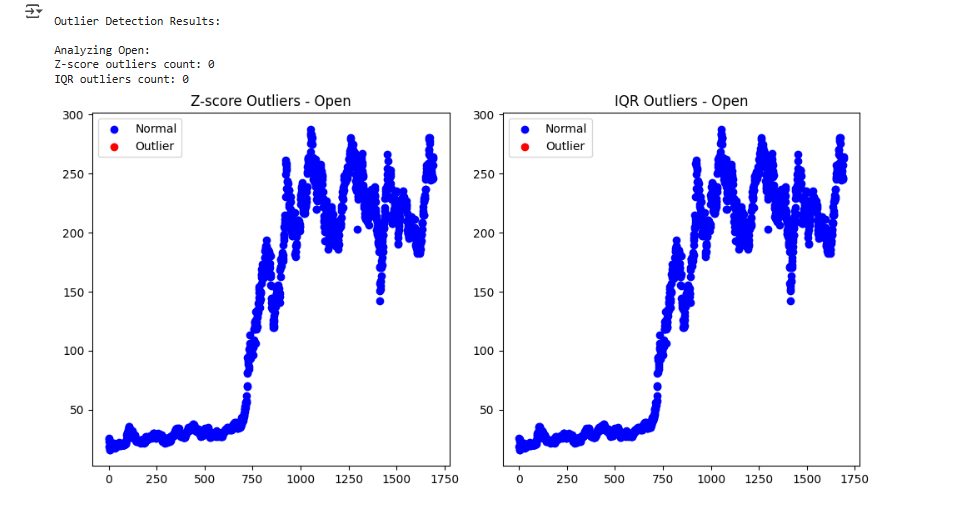 Outlier Detection Results:
Analyzing Open:
Z-score outliers count: 0
IQR outliers count: 0
Z-score Outliers - Open
300
250
200
150
100
50
Normal
Outlier
0 250 500 750 1000 1250 1500 1750
IQR Outliers - Open
300
250
200
150
100
50
Normal
Outlier
0 250 500 750 1000 1250 1500 1750